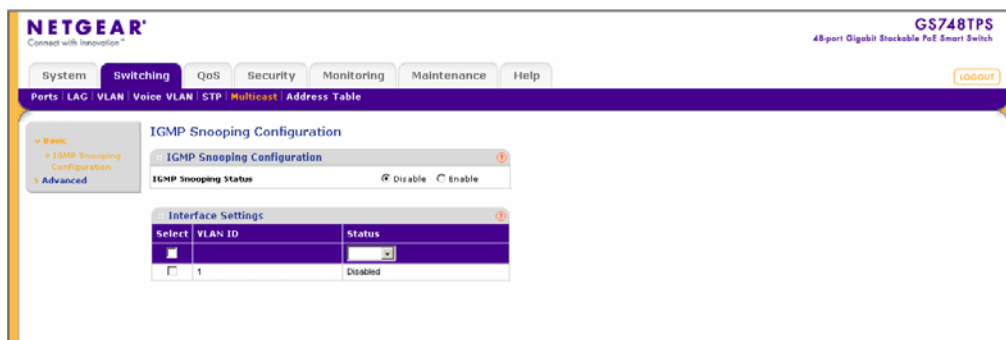 NETGEAR®
Connect with Innovation™
GS748TPS
48-port Gigabit Stackable PoE Smart Switch
System Switching QoS Security Monitoring Maintenance Help
LOGOUT
Ports LAG VLAN Voice VLAN STP Multicast Address Table
Basic
IGMP Snooping
Configuration
Advanced
IGMP Snooping Configuration
IGMP Snooping Configuration
IGMP Snooping Status Disable Enable
Interface Settings
Select VLAN ID Status
1 Disabled